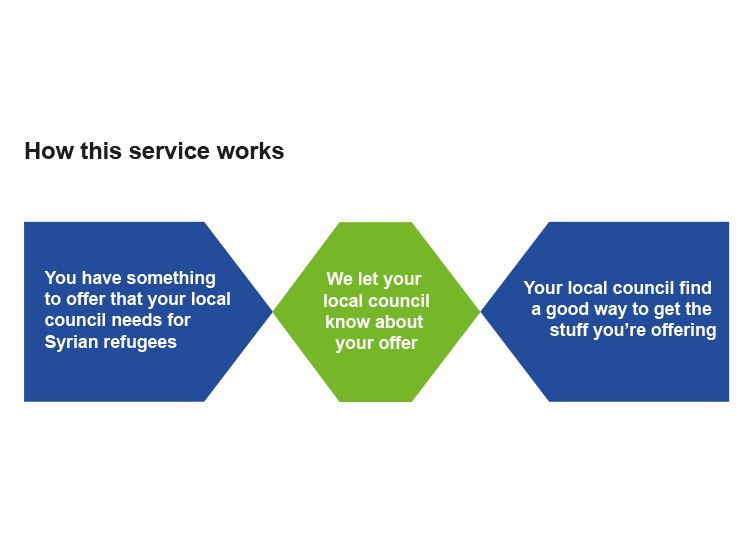 How this service works
You have something
to offer that your local
council needs for
Syrian refugees
We let your
local council
know about
your offer
Your local council find
a good way to get the
stuff you're offering